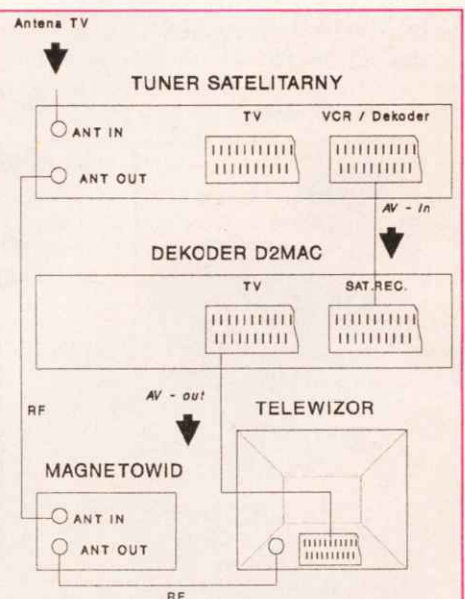 Antena TV
TUNER SATELITARNY
TV VCR / Dekoder
ANT IN
ANT OUT
AV - in
DEKODER D2MAC
TV SAT.REC.
AV - out
RF
TELEWIZOR
MAGNETOWID
ANT IN
ANT OUT
RF